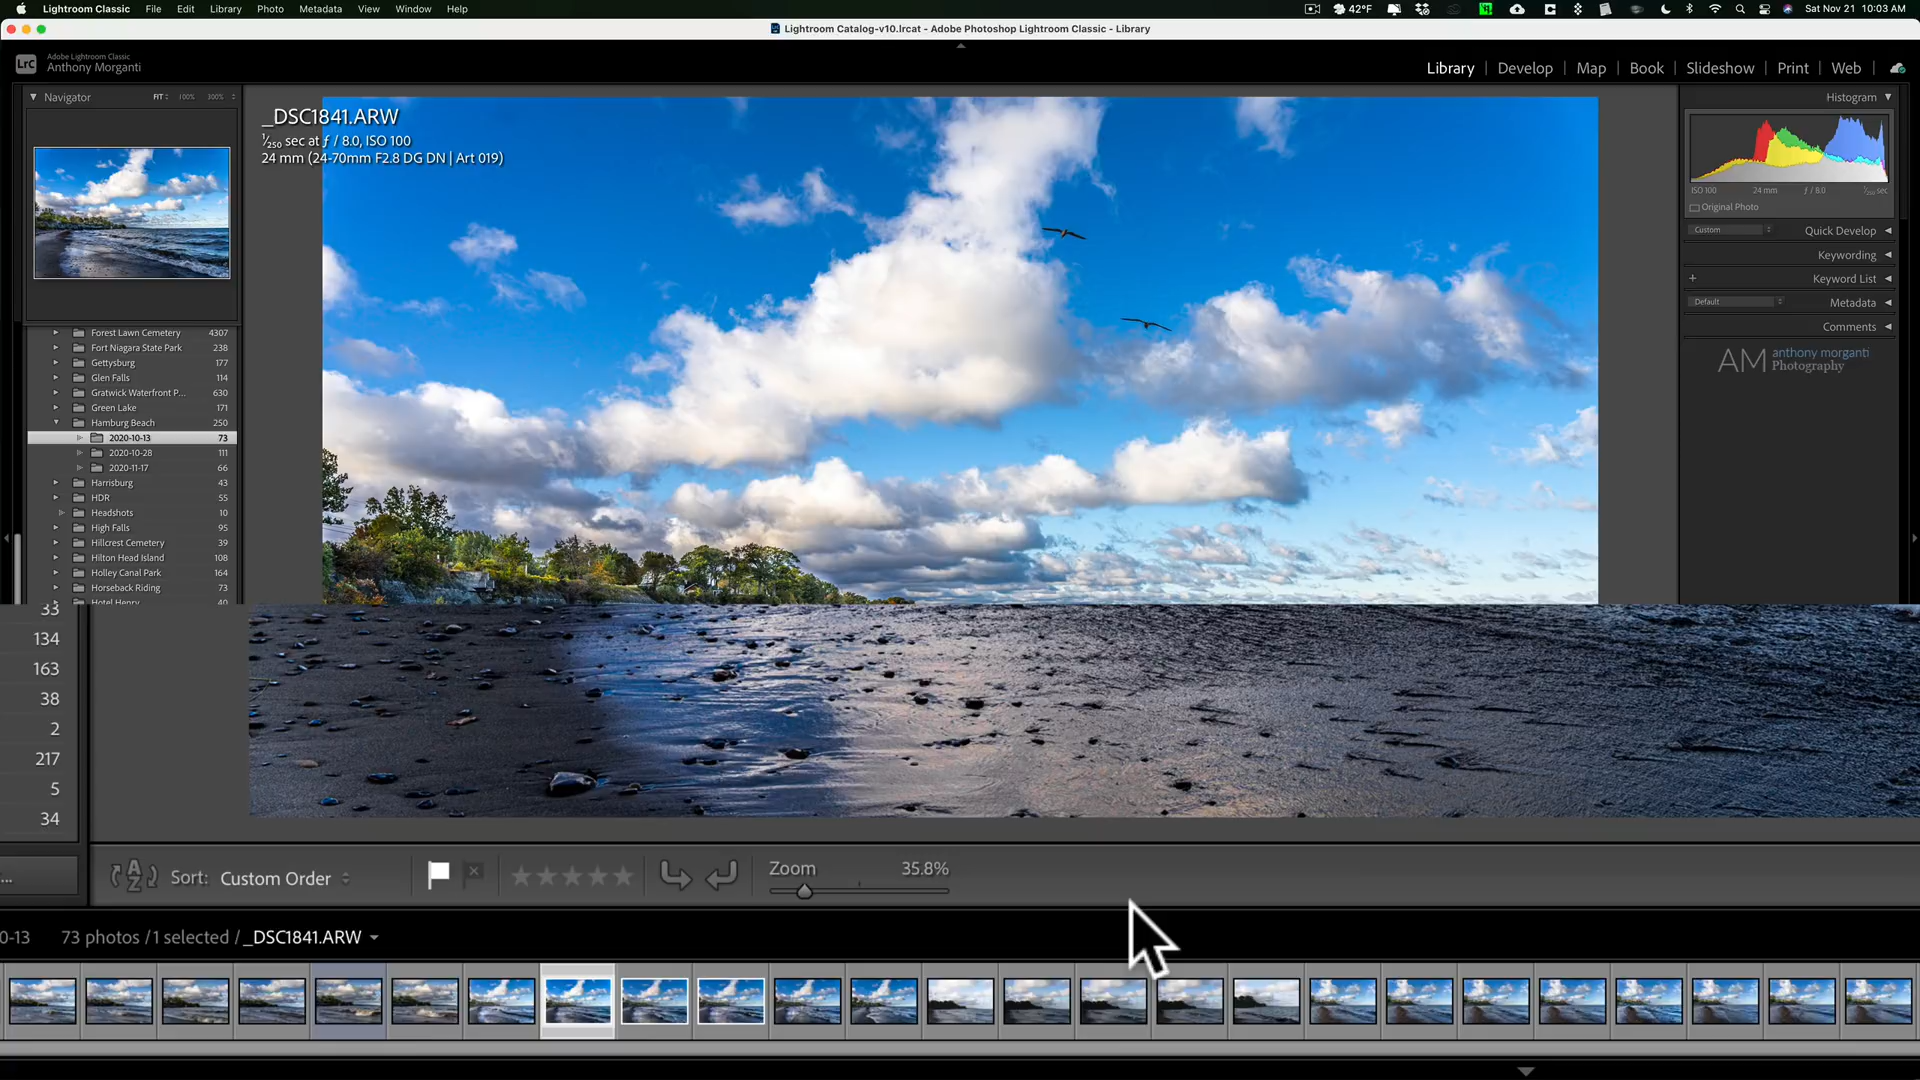 Lightroom Classic File Edit Library Photo Metadata View Window Help 42°F Sat Nov 21 10:03 AM
Lightroom Catalog-v10.lrcat - Adobe Photoshop Lightroom Classic - Library
LrC Adobe Lightroom Classic
Anthony Morganti
Library | Develop | Map | Book | Slideshow | Print | Web
Navigator FIT 100% 300%
Histogram
_DSC1841.ARW
1/250 sec at ƒ / 8.0, ISO 100
24 mm (24-70mm F2.8 DG DN | Art 019)
ISO 100 24 mm ƒ / 8.0 1/250 sec
Original Photo
Custom Quick Develop
Keywording
+ Keyword List
Default Metadata
Comments
AM anthony morganti
Photography
Forest Lawn Cemetery 4307
Fort Niagara State Park 238
Gettysburg 177
Glen Falls 114
Gratwick Waterfront P... 630
Green Lake 171
Hamburg Beach 250
2020-10-13 73
2020-10-28 111
2020-11-17 66
Harrisburg 43
HDR 55
Headshots 10
High Falls 95
Hillcrest Cemetery 39
Hilton Head Island 108
Holley Canal Park 164
Horseback Riding 73
Hotel Henry 40
33
134
163
38
2
217
5
34
... Sort: Custom Order Zoom 35.8%
0-13 73 photos / 1 selected / _DSC1841.ARW